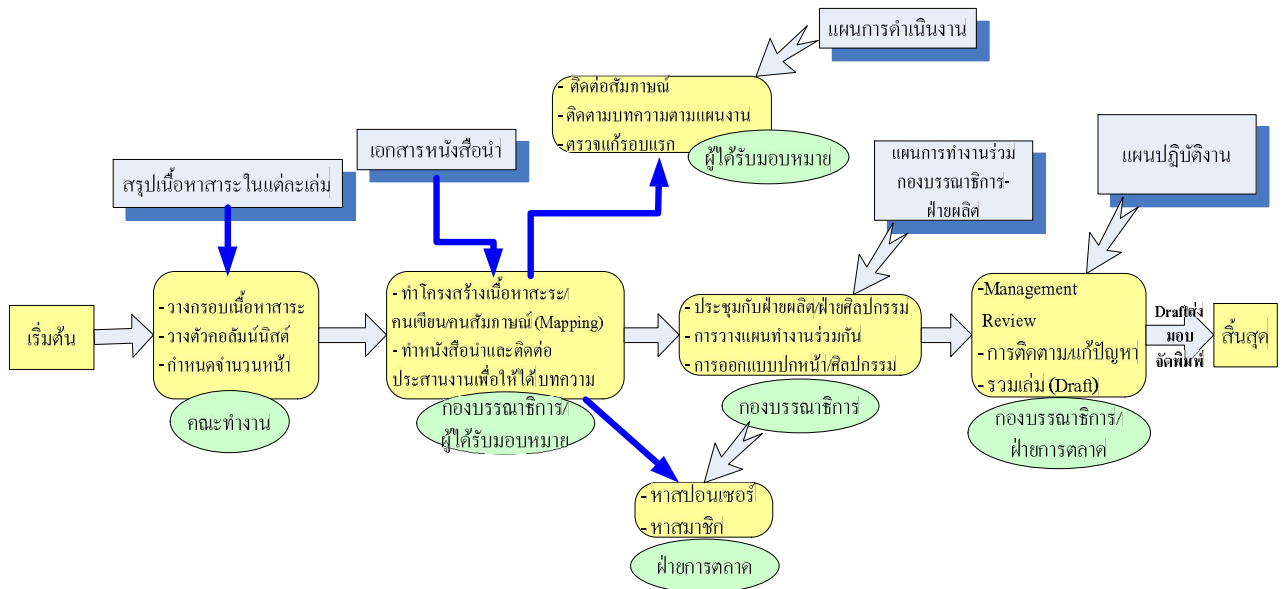 แผนการดำเนินงาน
- ติดต่อสัมภาษณ์
- ติดตามบทความตามแผนงาน
- ตรวจแก้รอบแรก
ผู้ได้รับมอบหมาย
เอกสารหนังสือนำ
สรุปเนื้อหาสาระในแต่ละเล่ม
แผนการทำงานร่วม
กองบรรณาธิการ-
ฝ่ายผลิต
แผนปฏิบัติงาน
เริ่มต้น
- วางกรอบเนื้อหาสาระ
- วางตัวคอลัมน์นิสต์
- กำหนดจำนวนหน้า
คณะทำงาน
- ทำโครงสร้างเนื้อหาสะระ/
คนเขียน/คนสัมภาษณ์ (Mapping)
- ทำหนังสือนำและติดต่อ
ประสานงานเพื่อให้ได้บทความ
กองบรรณาธิการ/
ผู้ได้รับมอบหมาย
- ประชุมกับฝ่ายผลิต/ฝ่ายศิลปกรรม
- การวางแผนทำงานร่วมกัน
- การออกแบบปกหน้า/ศิลปกรรม
กองบรรณาธิการ
-Management
Review
- การติดตาม/แก้ปัญหา
- รวมเล่ม (Draft)
กองบรรณาธิการ/
ฝ่ายการตลาด
Draftส่ง
มอบ
จัดพิมพ์
สิ้นสุด
- หาสปอนเซอร์
- หาสมาชิก
ฝ่ายการตลาด